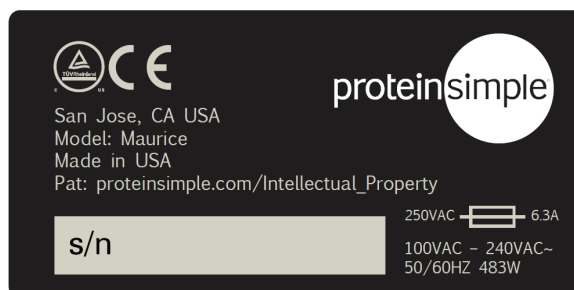 TÜVRheinland
CE
proteinsimple
San Jose, CA USA
Model: Maurice
Made in USA
Pat: proteinsimple.com/Intellectual_Property
s/n
250VAC 6.3A
100VAC – 240VAC~
50/60HZ 483W